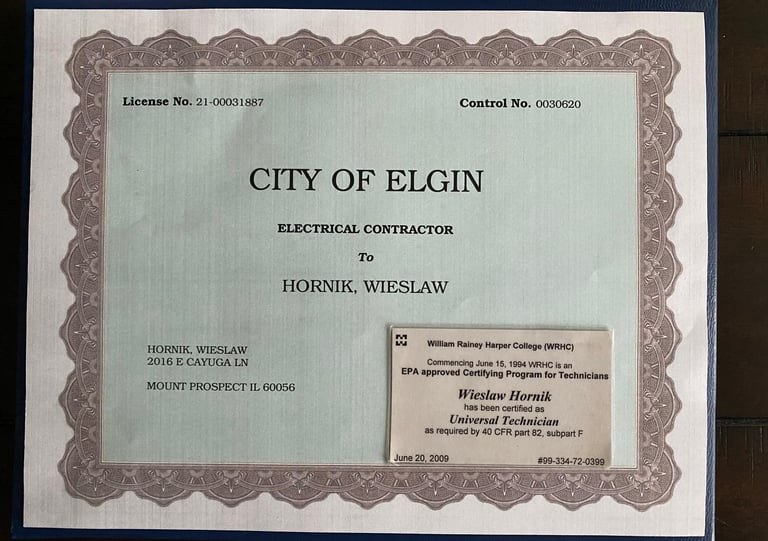 License No. 21-00031887 Control No. 0030620
CITY OF ELGIN
ELECTRICAL CONTRACTOR
To
HORNIK, WIESLAW
HORNIK, WIESLAW
2016 E CAYUGA LN
MOUNT PROSPECT IL 60056
William Rainey Harper College (WRHC)
Commencing June 15, 1994 WRHC is an
EPA approved Certifying Program for Technicians
Wieslaw Hornik
has been certified as
Universal Technician
as required by 40 CFR part 82, subpart F
June 20, 2009 #99-334-72-0399